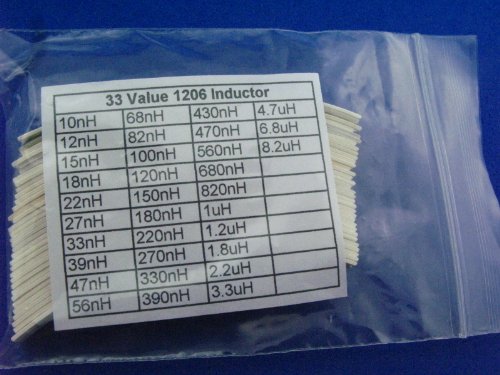 33 Value 1206 Inductor
10nH 68nH 430nH 4.7uH
12nH 82nH 470nH 6.8uH
15nH 100nH 560nH 8.2uH
18nH 120nH 680nH
22nH 150nH 820nH
27nH 180nH 1uH
33nH 220nH 1.2uH
39nH 270nH 1.8uH
47nH 330nH 2.2uH
56nH 390nH 3.3uH